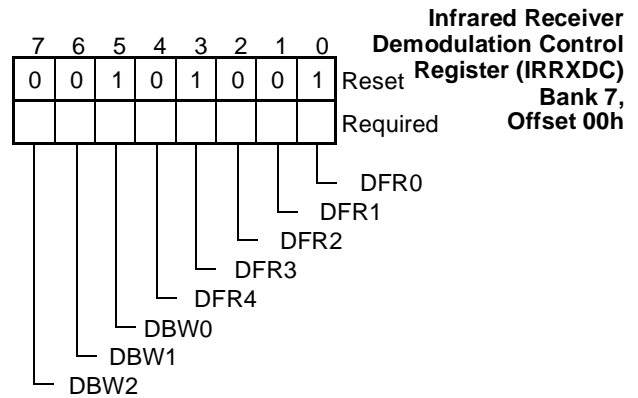 Infrared Receiver
Demodulation Control
Register (IRRXDC)
Bank 7,
Offset 00h
7 6 5 4 3 2 1 0
0 0 1 0 1 0 0 1 Reset
Required
DFR0
DFR1
DFR2
DFR3
DFR4
DBW0
DBW1
DBW2